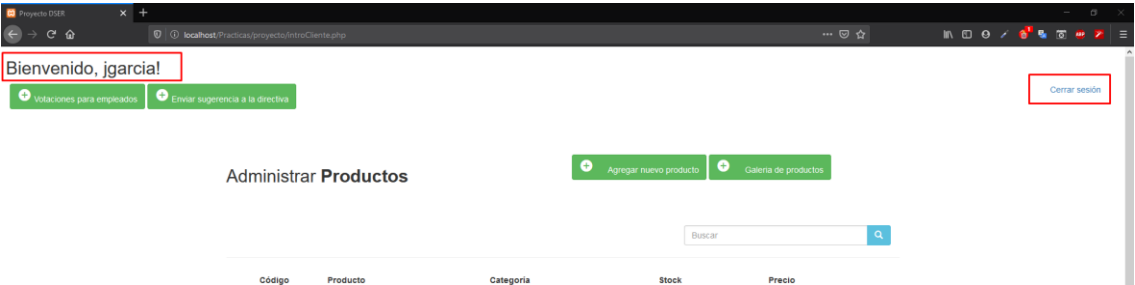 Proyecto DSER
localhost/Practicas/proyecto/IntroCliente.php
Bienvenido, jgarcia!
Votaciones para empleados
Enviar sugerencia a la directiva
Cerrar sesión
Administrar Productos
Agregar nuevo producto
Galería de productos
Buscar
Código Producto Categoría Stock Precio